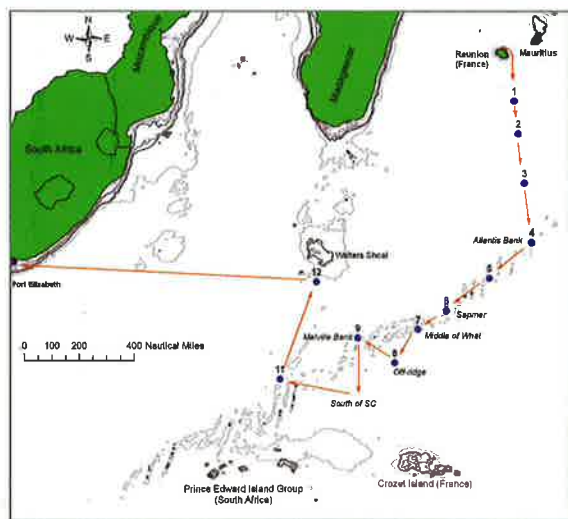 N
W E
S
Mozambique
Madagascar
Reunion
(France)
Mauritius
1
2
South Africa
3
4
Atlantis Bank
Walters Shoal
5
12
Port Elizabeth
6
Sapmer
7
Middle of What
9
Melville Bank
8
Off-ridge
0 100 200 400 Nautical Miles
11
South of SC
Prince Edward Island Group
(South Africa)
Crozet Island (France)